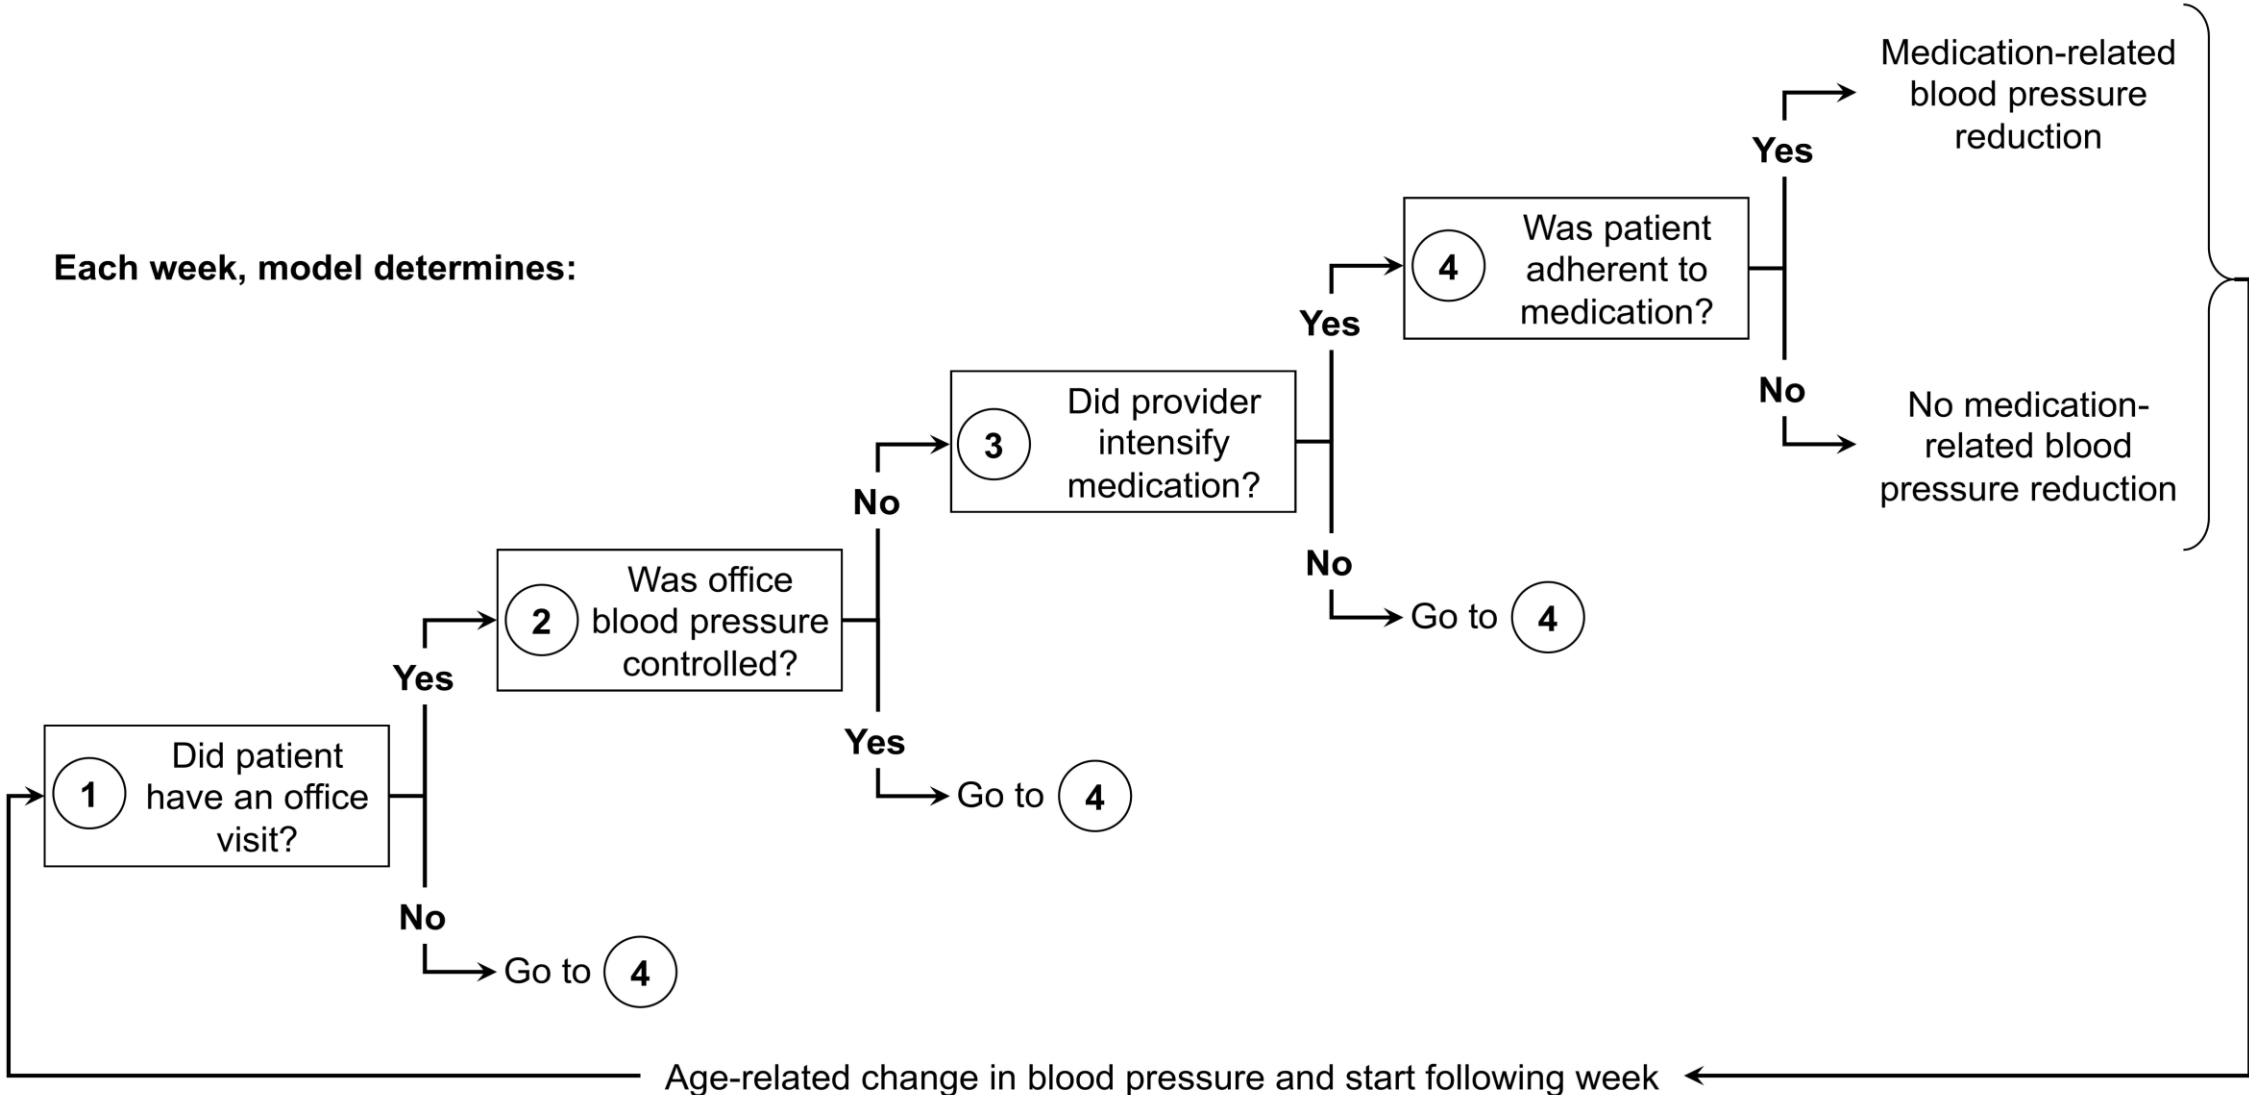 Each week, model determines:
1
Did patient
have an office
visit?
Yes
No
Go to 4
2
Was office
blood pressure
controlled?
No
Yes
Go to 4
3
Did provider
intensify
medication?
Yes
No
Go to 4
4
Was patient
adherent to
medication?
Yes
Medication-related
blood pressure
reduction
No
No medication-
related blood
pressure reduction
Age-related change in blood pressure and start following week